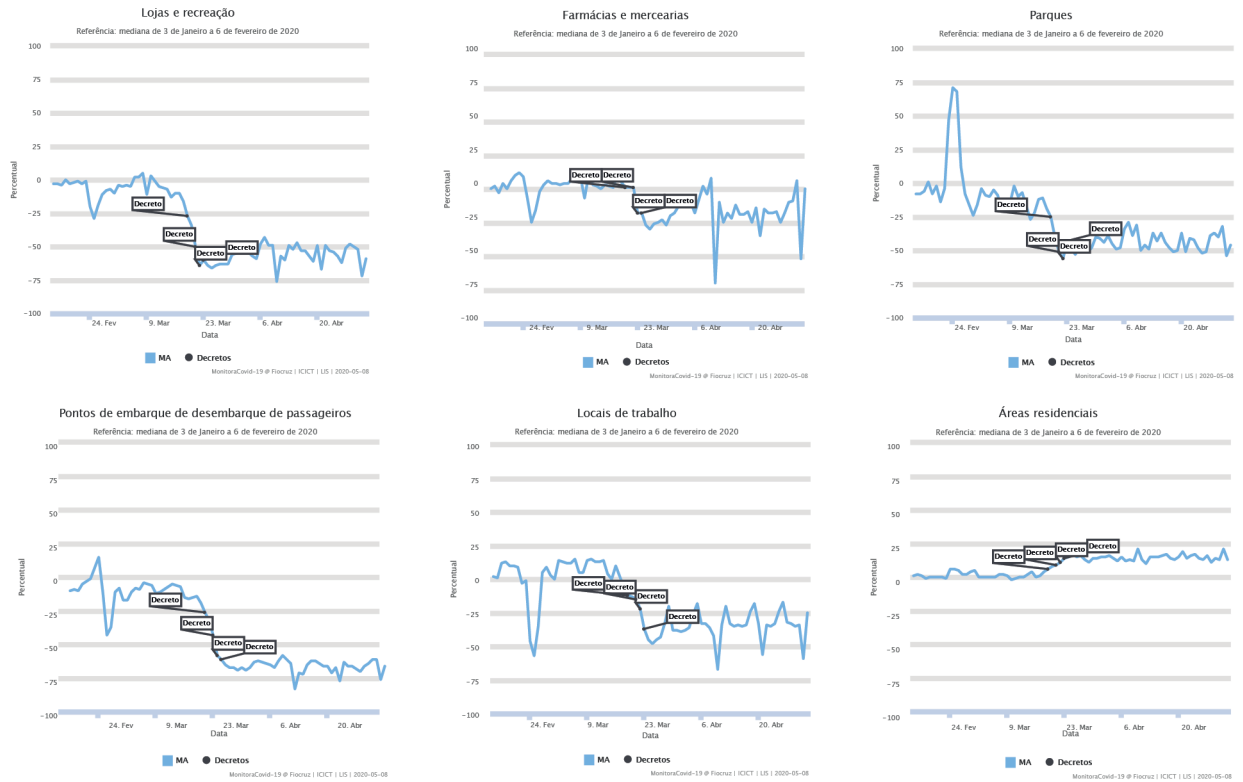 Lojas e recreação
Referência: mediana de 3 de Janeiro a 6 de fevereiro de 2020
Percentual
100
75
50
25
0
−25
−50
−75
−100
Decreto
Decreto
Decreto
Decreto
24. Fev
9. Mar
23. Mar
6. Abr
20. Abr
Data
MA
Decretos
MonitoraCovid−19 @ Fiocruz | ICICT | LIS | 2020−05−08
Farmácias e mercearias
Referência: mediana de 3 de Janeiro a 6 de fevereiro de 2020
Percentual
100
75
50
25
0
−25
−50
−75
−100
Decreto
Decreto
Decreto
Decreto
24. Fev
9. Mar
23. Mar
6. Abr
20. Abr
Data
MA
Decretos
MonitoraCovid−19 @ Fiocruz | ICICT | LIS | 2020−05−08
Parques
Referência: mediana de 3 de Janeiro a 6 de fevereiro de 2020
Percentual
100
75
50
25
0
−25
−50
−75
−100
Decreto
Decreto
Decreto
Decreto
24. Fev
9. Mar
23. Mar
6. Abr
20. Abr
Data
MA
Decretos
MonitoraCovid−19 @ Fiocruz | ICICT | LIS | 2020−05−08
Pontos de embarque de desembarque de passageiros
Referência: mediana de 3 de Janeiro a 6 de fevereiro de 2020
Percentual
100
75
50
25
0
−25
−50
−75
−100
Decreto
Decreto
Decreto
Decreto
24. Fev
9. Mar
23. Mar
6. Abr
20. Abr
Data
MA
Decretos
MonitoraCovid−19 @ Fiocruz | ICICT | LIS | 2020−05−08
Locais de trabalho
Referência: mediana de 3 de Janeiro a 6 de fevereiro de 2020
Percentual
100
75
50
25
0
−25
−50
−75
−100
Decreto
Decreto
Decreto
Decreto
24. Fev
9. Mar
23. Mar
6. Abr
20. Abr
Data
MA
Decretos
MonitoraCovid−19 @ Fiocruz | ICICT | LIS | 2020−05−08
Áreas residenciais
Referência: mediana de 3 de Janeiro a 6 de fevereiro de 2020
Percentual
100
75
50
25
0
−25
−50
−75
−100
Decreto
Decreto
Decreto
Decreto
24. Fev
9. Mar
23. Mar
6. Abr
20. Abr
Data
MA
Decretos
MonitoraCovid−19 @ Fiocruz | ICICT | LIS | 2020−05−08